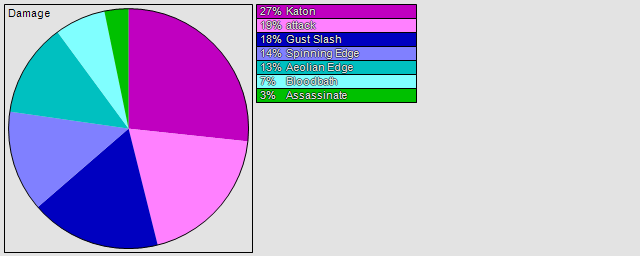 Damage
27% Katon
19% attack
18% Gust Slash
14% Spinning Edge
13% Aeolian Edge
7% Bloodbath
3% Assassinate